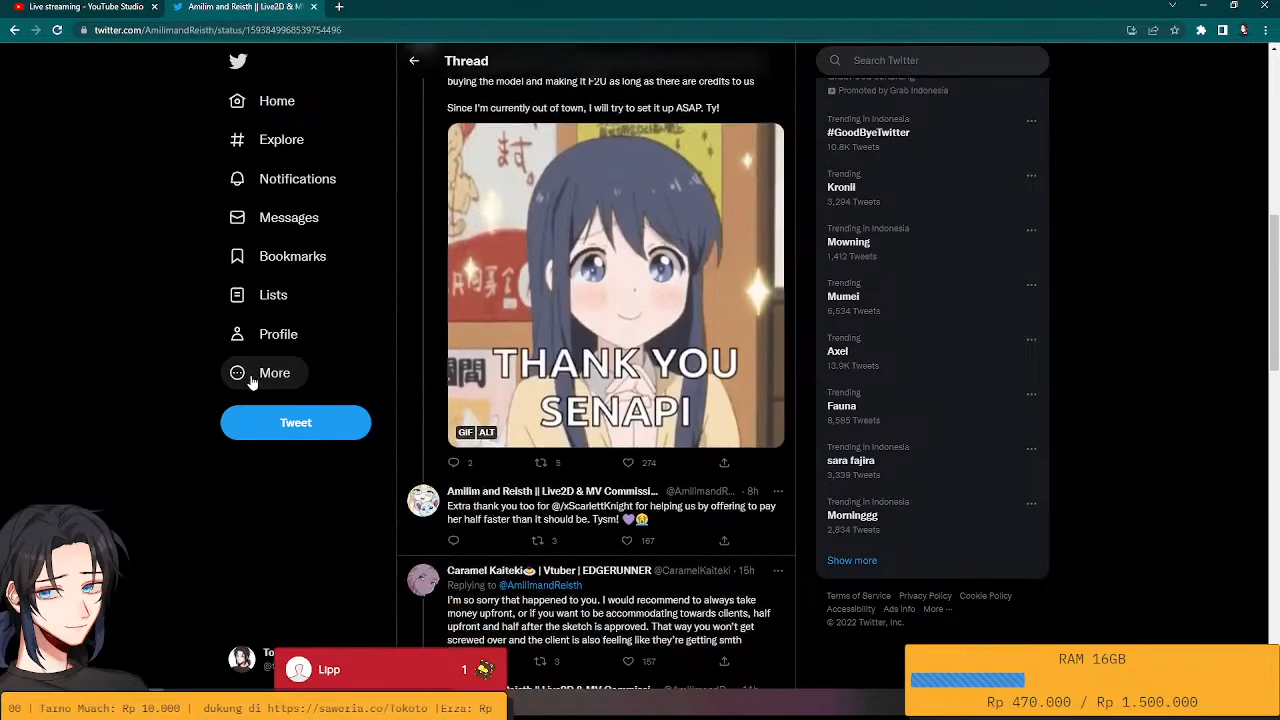 Live streaming - YouTube Studio
Amilim and Reisth || Live2D & M
twitter.com/AmilimandReisth/status/1593849968539754496
Home
Explore
Notifications
Messages
Bookmarks
Lists
Profile
More
Tweet
Thread
buying the model and making it F2U as long as there are credits to us
Since I'm currently out of town, I will try to set it up ASAP. Ty!
ます。
THANK YOU
SENAPI
GIF ALT
2 5 274
Amilim and Reisth || Live2D & MV Commissi... @AmilimandR... · 8h
Extra thank you too for @/xScarlettKnight for helping us by offering to pay
her half faster than it should be. Tysm! 💜😭
3 167
Caramel Kaiteki🍮 | Vtuber | EDGERUNNER @CaramelKaiteki · 15h
Replying to @AmilimandReisth
I'm so sorry that happened to you. I would recommend to always take
money upfront, or if you want to be accommodating towards clients, half
upfront and half after the sketch is approved. That way you won't get
screwed over and the client is also feeling like they're getting smth
3 157
Search Twitter
Promoted by Grab Indonesia
Trending in Indonesia
#GoodByeTwitter
10.8K Tweets
Trending
Kronii
3,294 Tweets
Trending in Indonesia
Mowning
1,412 Tweets
Trending
Mumei
6,534 Tweets
Trending
Axel
13.9K Tweets
Trending
Fauna
8,585 Tweets
Trending in Indonesia
sara fajira
3,339 Tweets
Trending in Indonesia
Morninggg
2,834 Tweets
Show more
Terms of Service Privacy Policy Cookie Policy
Accessibility Ads info More ···
© 2022 Twitter, Inc.
To
Lipp 1
00 | Tarno Muach: Rp 10.000 | dukung di https://saweria.co/Tokoto |Erza: Rp
RAM 16GB
Rp 470.000 / Rp 1.500.000